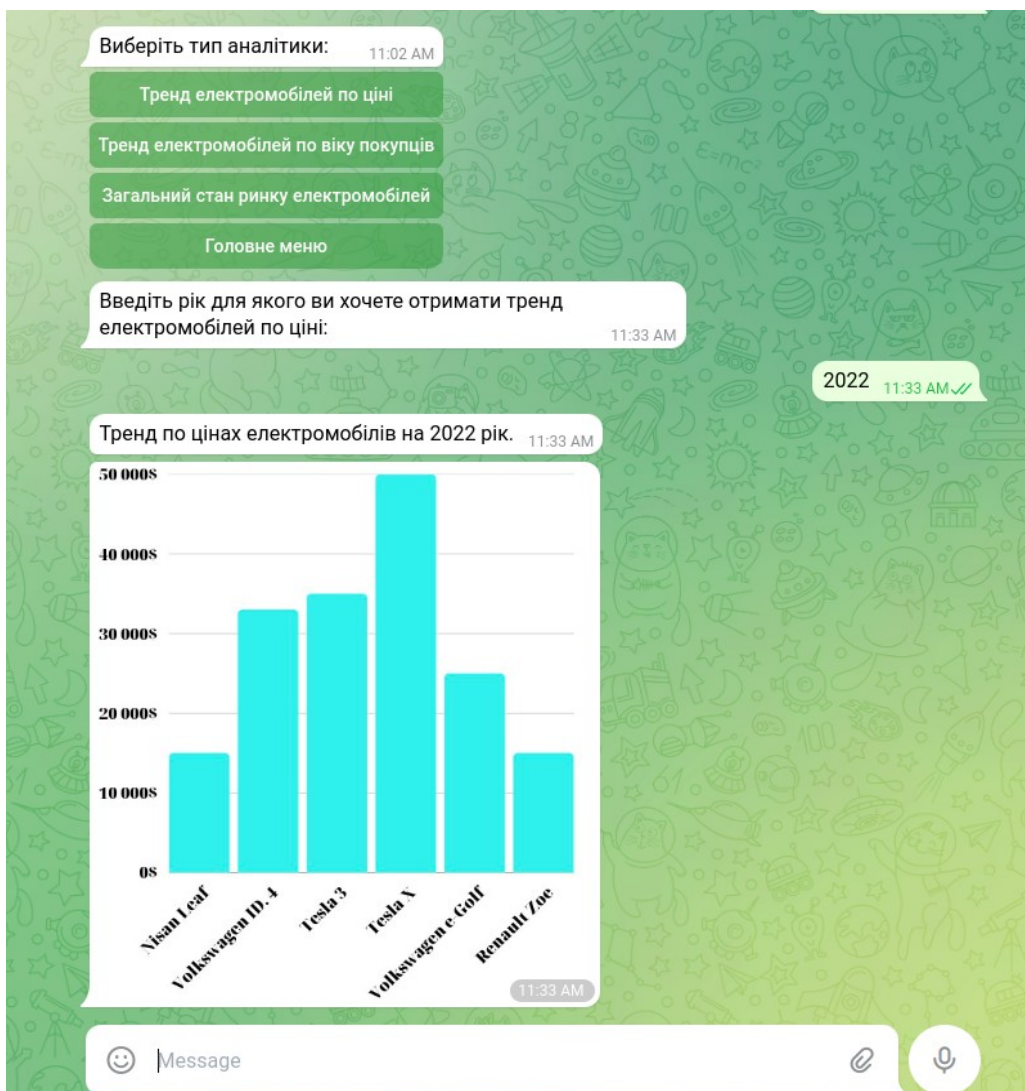 Виберіть тип аналітики:
11:02 AM
Тренд електромобілей по ціні
Тренд електромобілей по віку покупців
Загальний стан ринку електромобілей
Головне меню
Введіть рік для якого ви хочете отримати тренд
електромобілей по ціні:
11:33 AM
2022
11:33 AM
Тренд по цінах електромобілів на 2022 рік.
11:33 AM
50 000$
40 000$
30 000$
20 000$
10 000$
0$
Nisan Leaf
Volkswagen ID. 4
Tesla 3
Tesla X
Volkswagen e-Golf
Renault Zoe
11:33 AM
Message